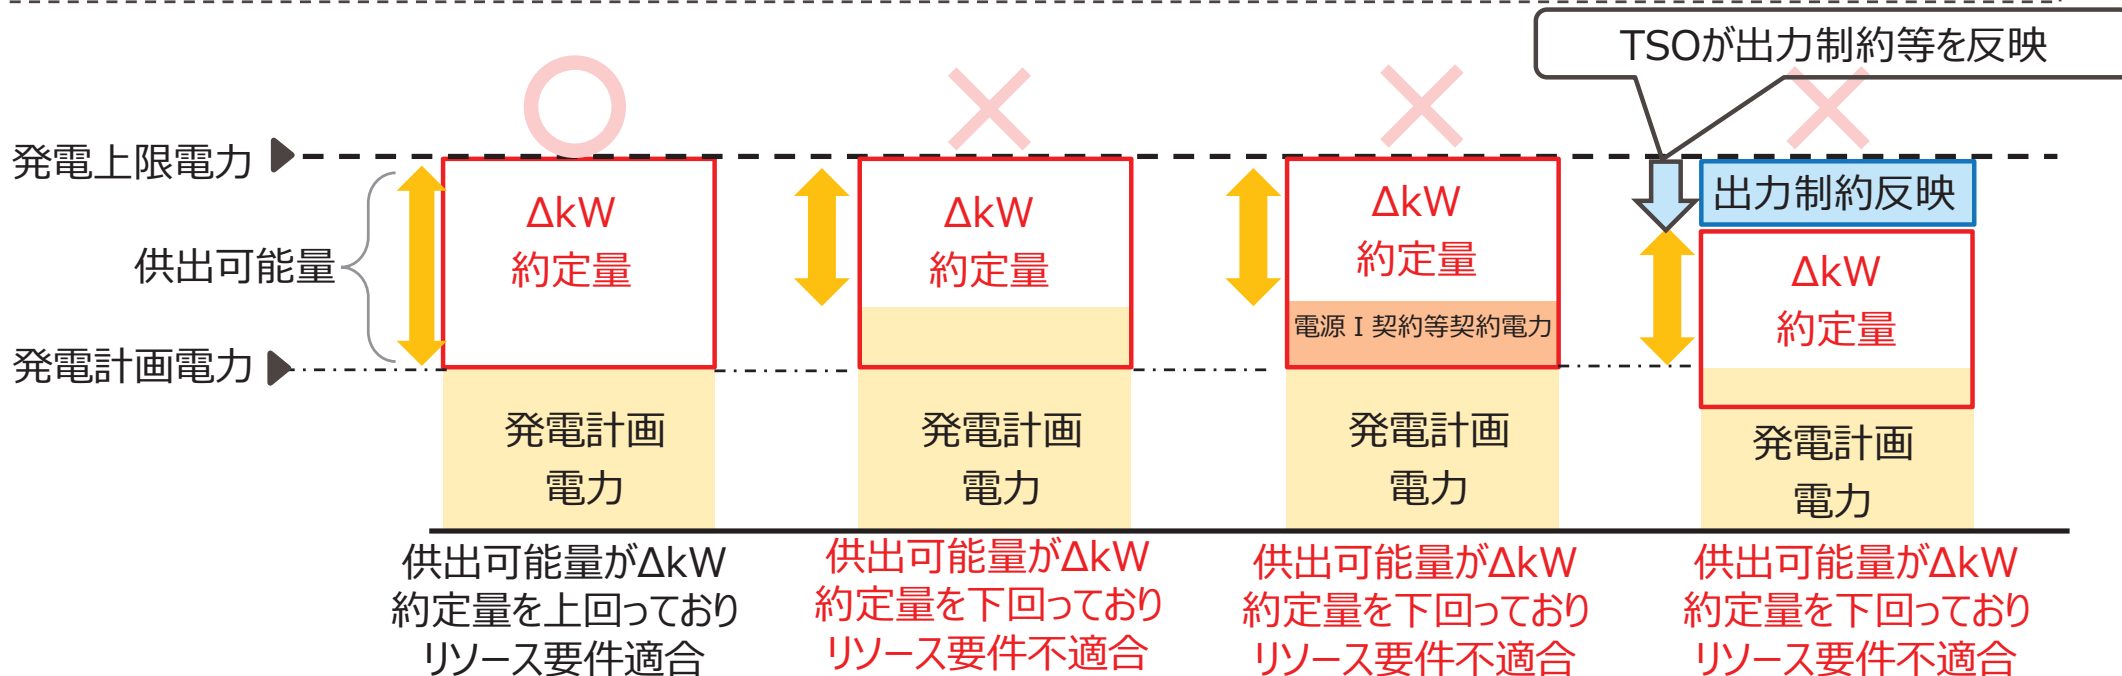 TSOが出力制約等を反映
発電上限電力
供出可能量
発電計画電力
ΔkW
約定量
発電計画
電力
供出可能量がΔkW
約定量を上回っており
リソース要件適合
ΔkW
約定量
発電計画
電力
供出可能量がΔkW
約定量を下回っており
リソース要件不適合
ΔkW
約定量
電源Ⅰ契約等契約電力
発電計画
電力
供出可能量がΔkW
約定量を下回っており
リソース要件不適合
出力制約反映
ΔkW
約定量
発電計画
電力
供出可能量がΔkW
約定量を下回っており
リソース要件不適合